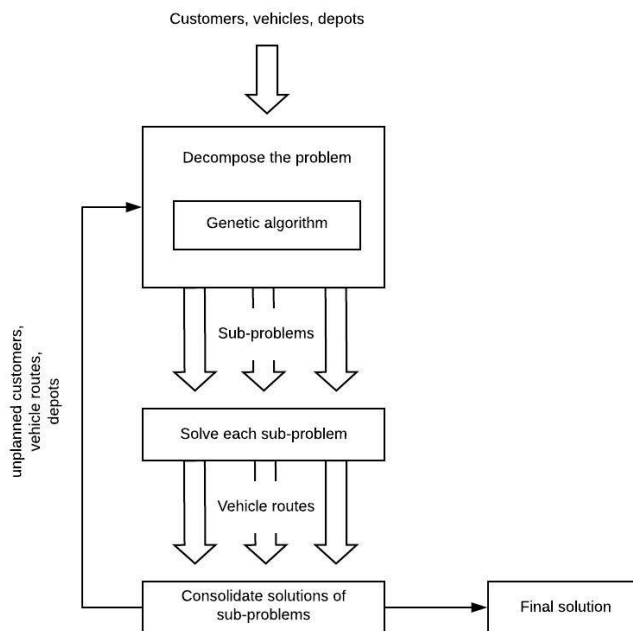 Customers, vehicles, depots
Decompose the problem
Genetic algorithm
Sub-problems
unplanned customers,
vehicle routes,
depots
Solve each sub-problem
Vehicle routes
Consolidate solutions of
sub-problems
Final solution